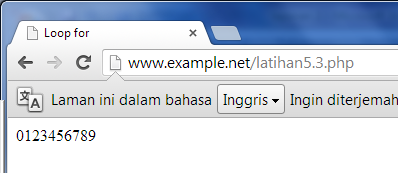 Loop for
www.example.net/latihan5.3.php
Laman ini dalam bahasa Inggris Ingin diterjemah
0123456789